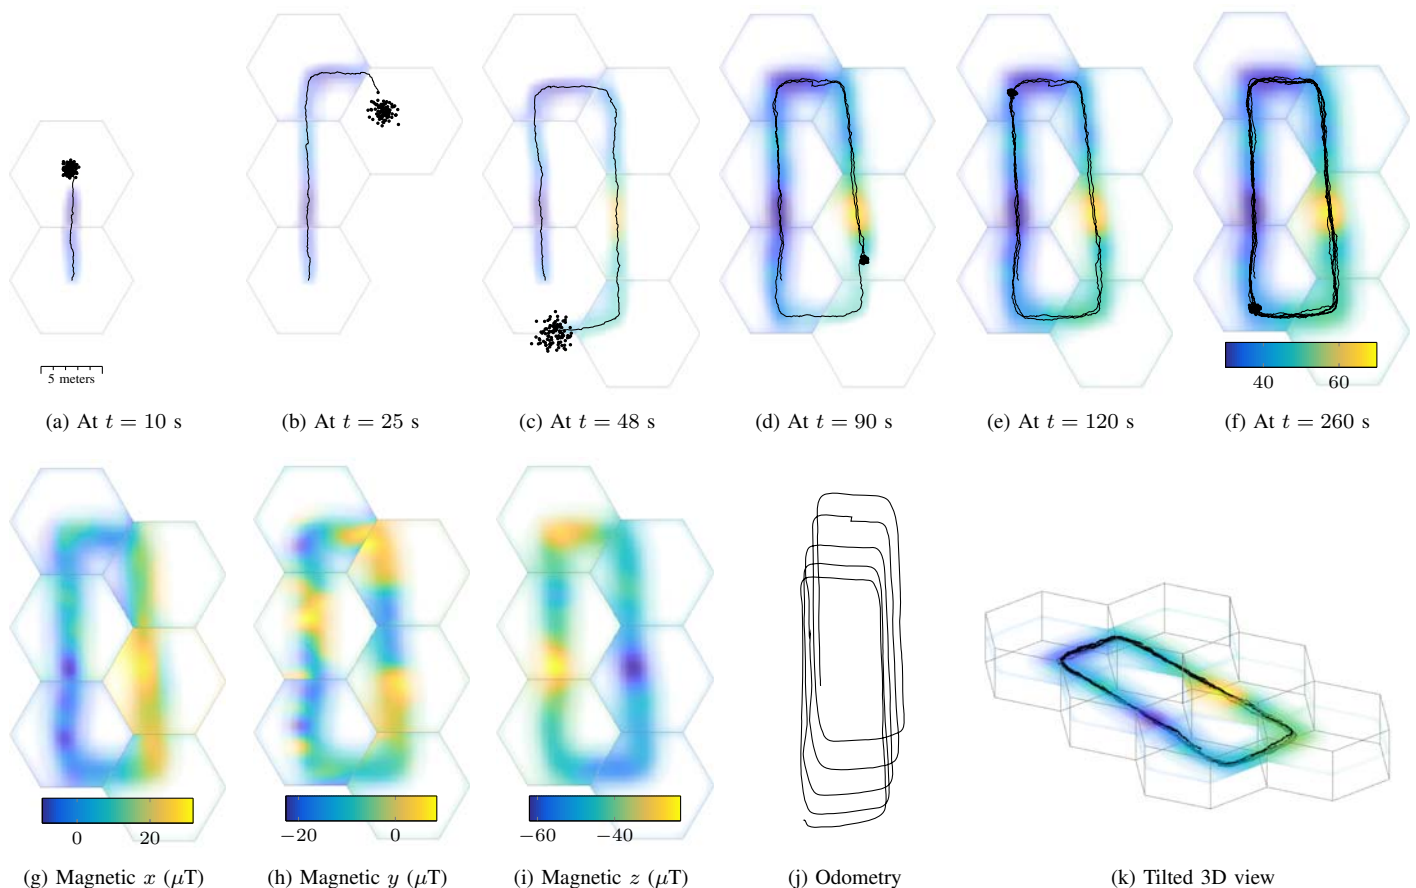 5 meters
40 60
(a) At t = 10 s
(b) At t = 25 s
(c) At t = 48 s
(d) At t = 90 s
(e) At t = 120 s
(f) At t = 260 s
0 20
−20 0
−60 −40
(g) Magnetic x (μT)
(h) Magnetic y (μT)
(i) Magnetic z (μT)
(j) Odometry
(k) Tilted 3D view